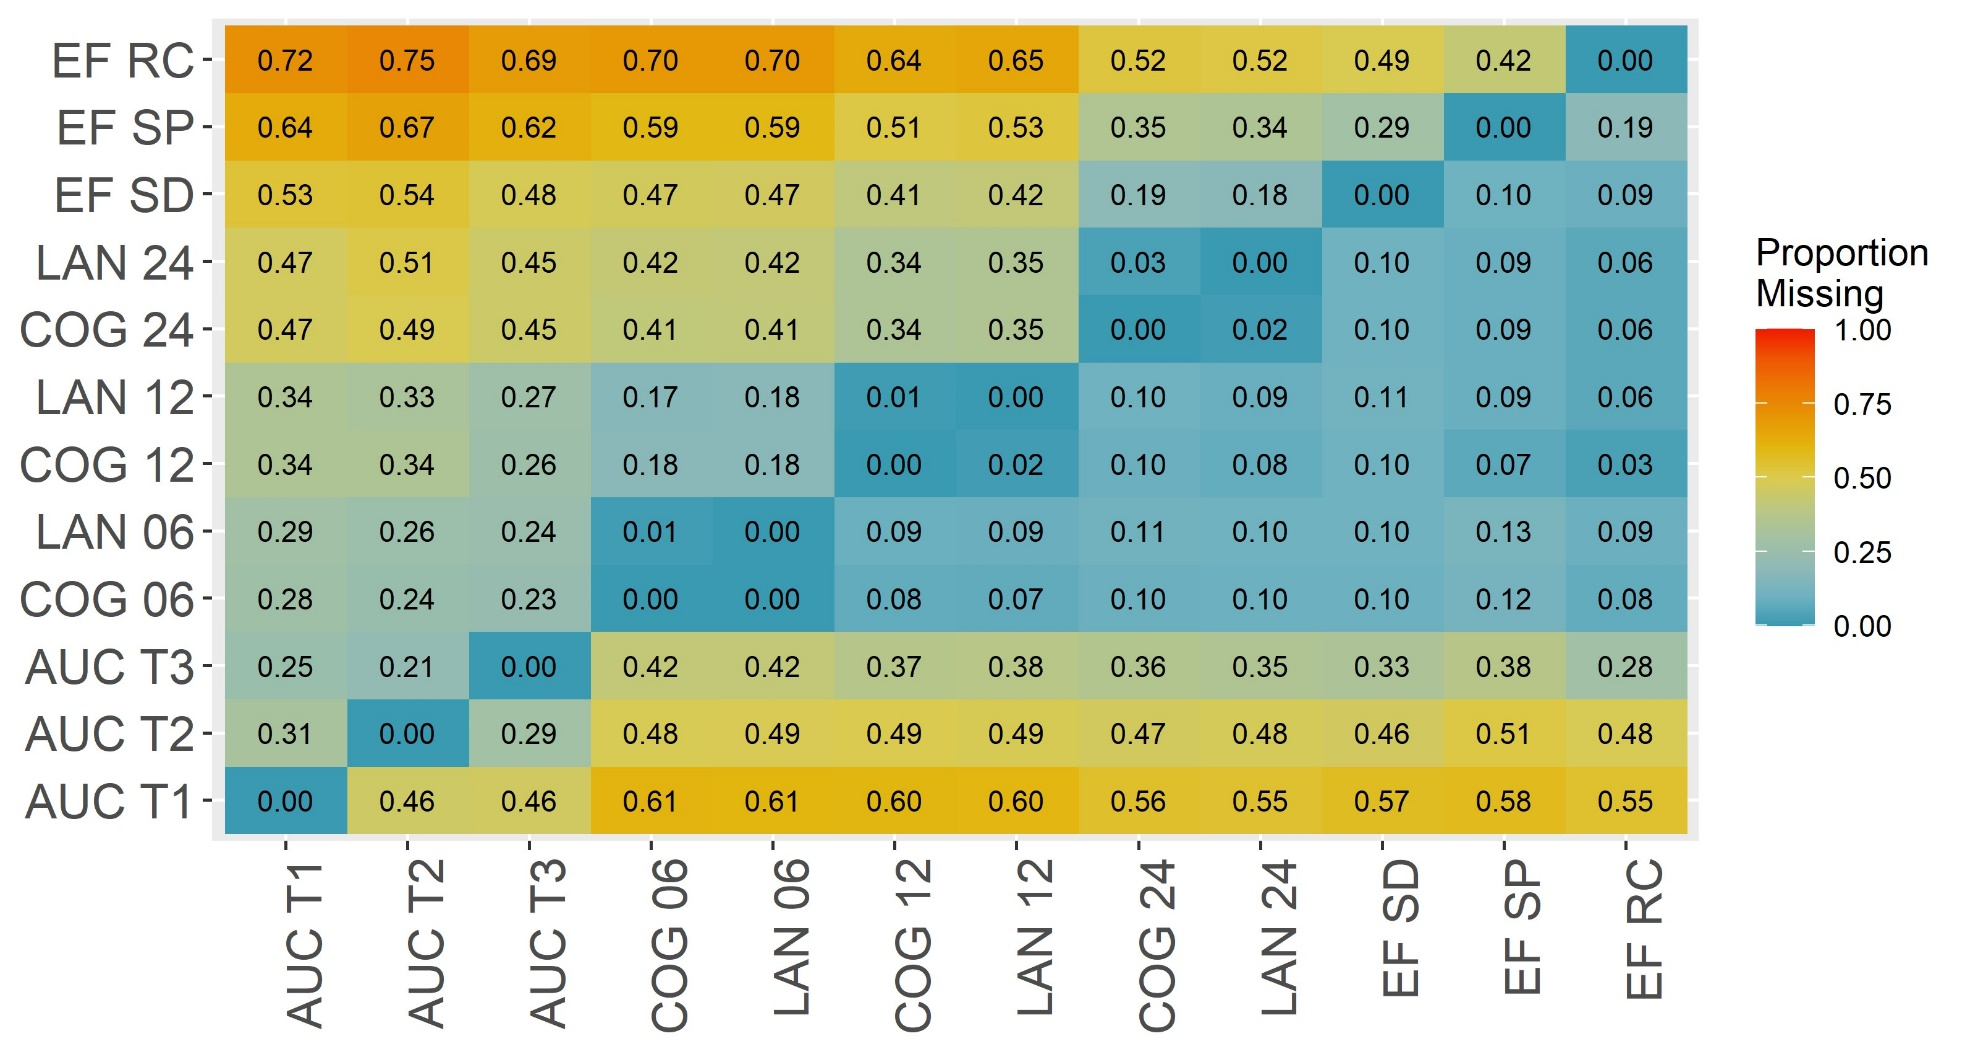 EF RC 0.72 0.75 0.69 0.70 0.70 0.64 0.65 0.52 0.52 0.49 0.42 0.00
EF SP 0.64 0.67 0.62 0.59 0.59 0.51 0.53 0.35 0.34 0.29 0.00 0.19
EF SD 0.53 0.54 0.48 0.47 0.47 0.41 0.42 0.19 0.18 0.00 0.10 0.09
LAN 24 0.47 0.51 0.45 0.42 0.42 0.34 0.35 0.03 0.00 0.10 0.09 0.06
COG 24 0.47 0.49 0.45 0.41 0.41 0.34 0.35 0.00 0.02 0.10 0.09 0.06
LAN 12 0.34 0.33 0.27 0.17 0.18 0.01 0.00 0.10 0.09 0.11 0.09 0.06
COG 12 0.34 0.34 0.26 0.18 0.18 0.00 0.02 0.10 0.08 0.10 0.07 0.03
LAN 06 0.29 0.26 0.24 0.01 0.00 0.09 0.09 0.11 0.10 0.10 0.13 0.09
COG 06 0.28 0.24 0.23 0.00 0.00 0.08 0.07 0.10 0.10 0.10 0.12 0.08
AUC T3 0.25 0.21 0.00 0.42 0.42 0.37 0.38 0.36 0.35 0.33 0.38 0.28
AUC T2 0.31 0.00 0.29 0.48 0.49 0.49 0.49 0.47 0.48 0.46 0.51 0.48
AUC T1 0.00 0.46 0.46 0.61 0.61 0.60 0.60 0.56 0.55 0.57 0.58 0.55
AUC T1
AUC T2
AUC T3
COG 06
LAN 06
COG 12
LAN 12
COG 24
LAN 24
EF SD
EF SP
EF RC
Proportion
Missing
1.00
0.75
0.50
0.25
0.00